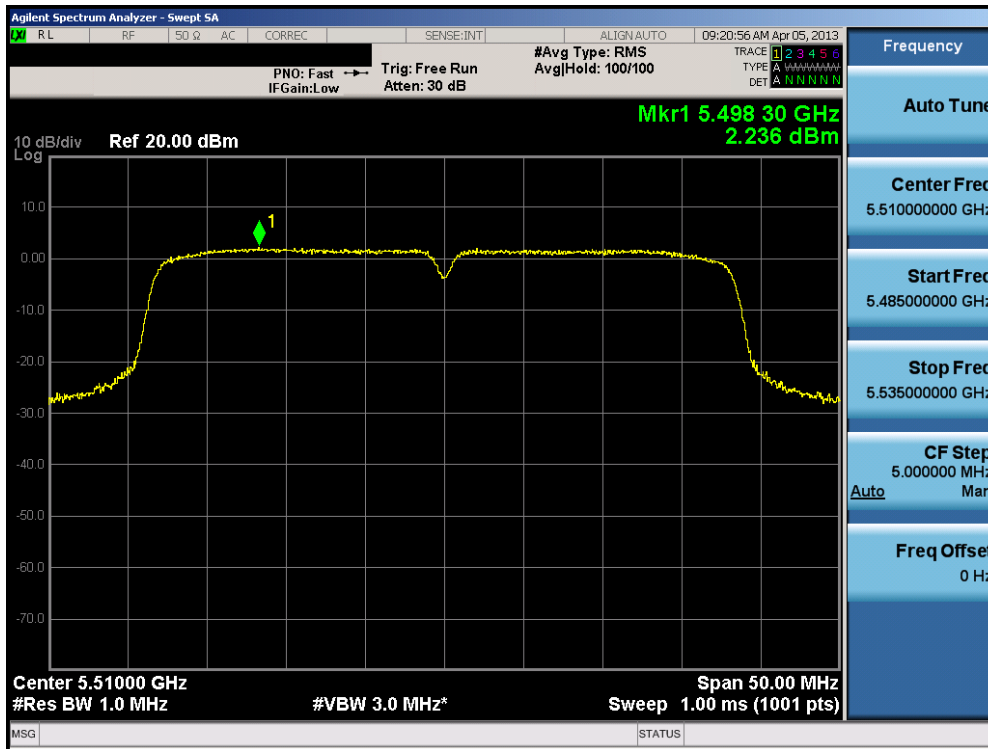 Agilent Spectrum Analyzer - Swept SA
LXI RL RF 50 Ω AC CORREC SENSE:INT ALIGNAUTO 09:20:56 AM Apr 05, 2013
PNO: Fast
IFGain:Low
Trig: Free Run
Atten: 30 dB
#Avg Type: RMS
Avg|Hold: 100/100
TRACE 1 2 3 4 5 6
TYPE A WWWWW
DET A N N N N N
Mkr1 5.498 30 GHz
2.236 dBm
10 dB/div Ref 20.00 dBm
Log
1
10.0
0.00
-10.0
-20.0
-30.0
-40.0
-50.0
-60.0
-70.0
Center 5.51000 GHz Span 50.00 MHz
#Res BW 1.0 MHz #VBW 3.0 MHz* Sweep 1.00 ms (1001 pts)
MSG STATUS
Frequency
Auto Tune
Center Freq
5.510000000 GHz
Start Freq
5.485000000 GHz
Stop Freq
5.535000000 GHz
CF Step
5.000000 MHz
Auto Man
Freq Offset
0 Hz